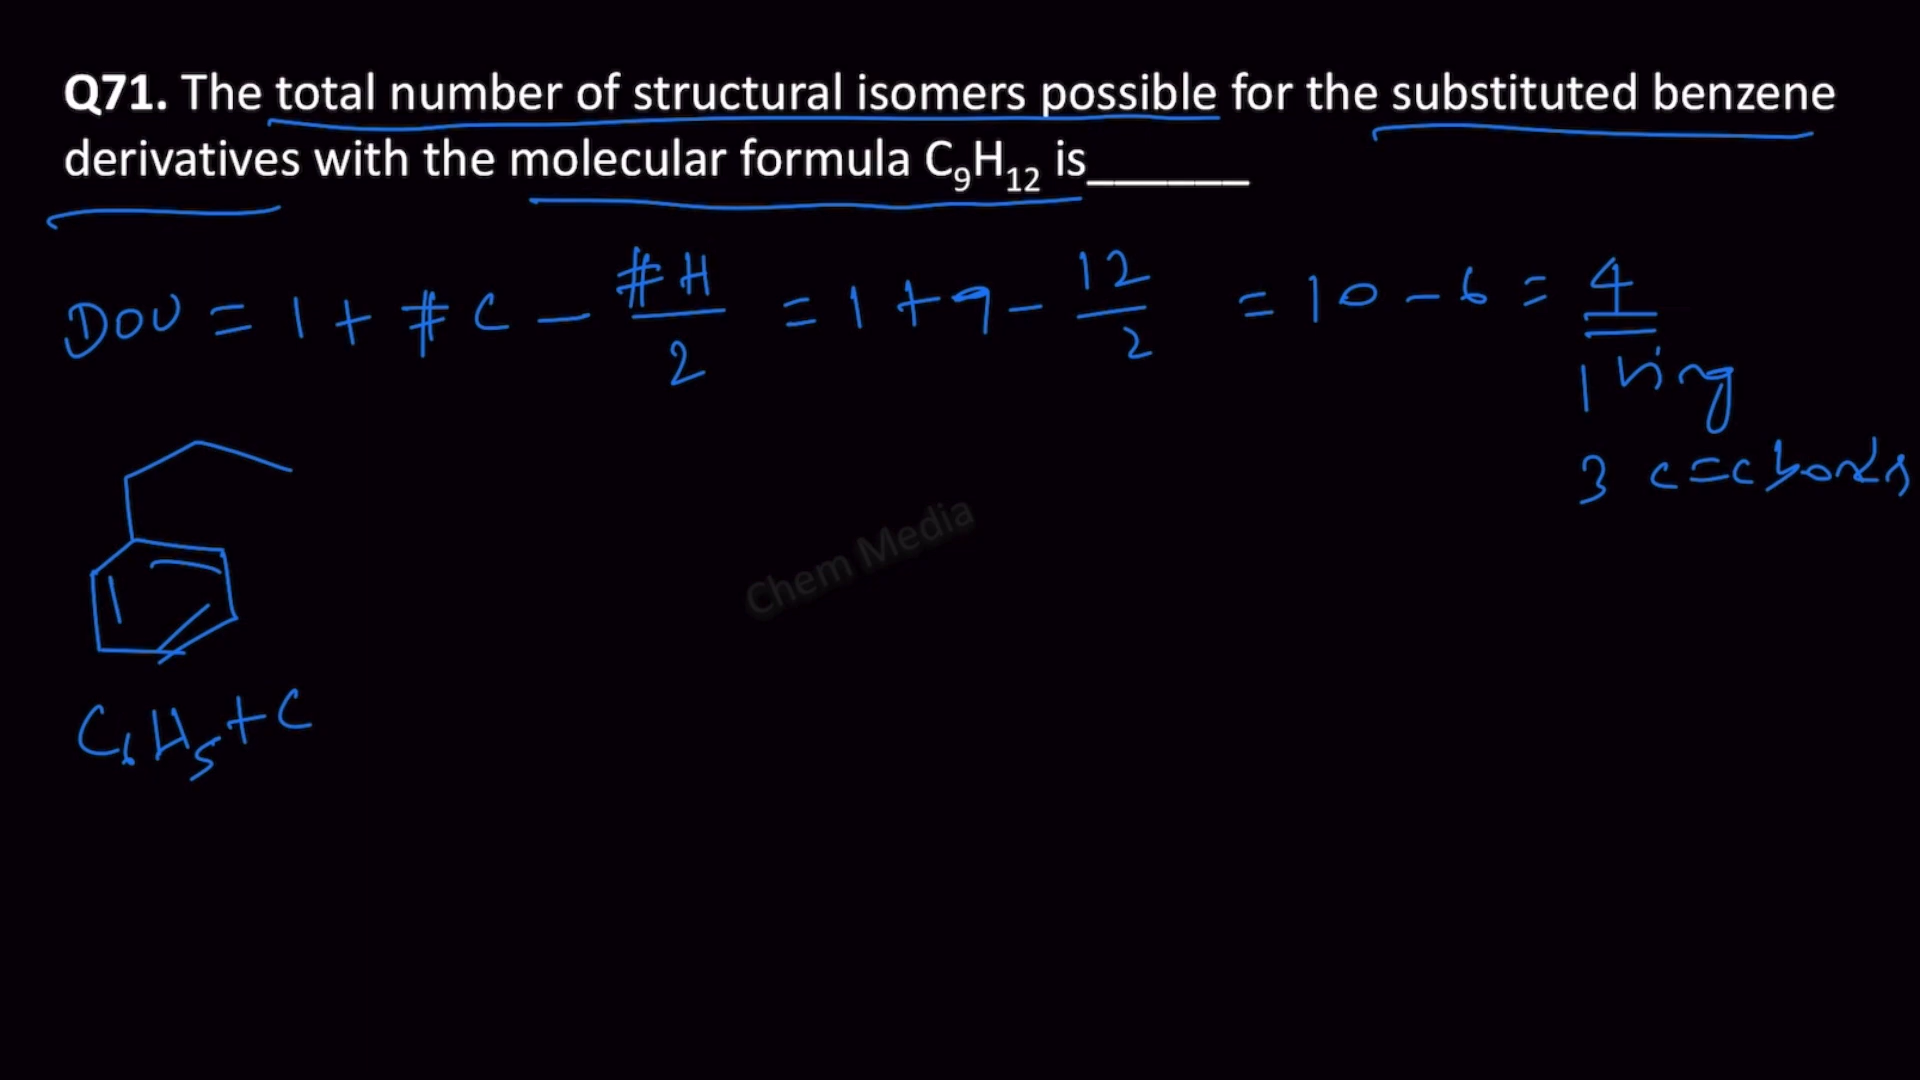 Q71. The total number of structural isomers possible for the substituted benzene
derivatives with the molecular formula C₉H₁₂ is______
DOU = 1 + #C - #H/2 = 1 + 9 - 12/2 = 10 - 6 = 4
1 ring
3 C=C bonds
Chem Media
C₆H₅+C